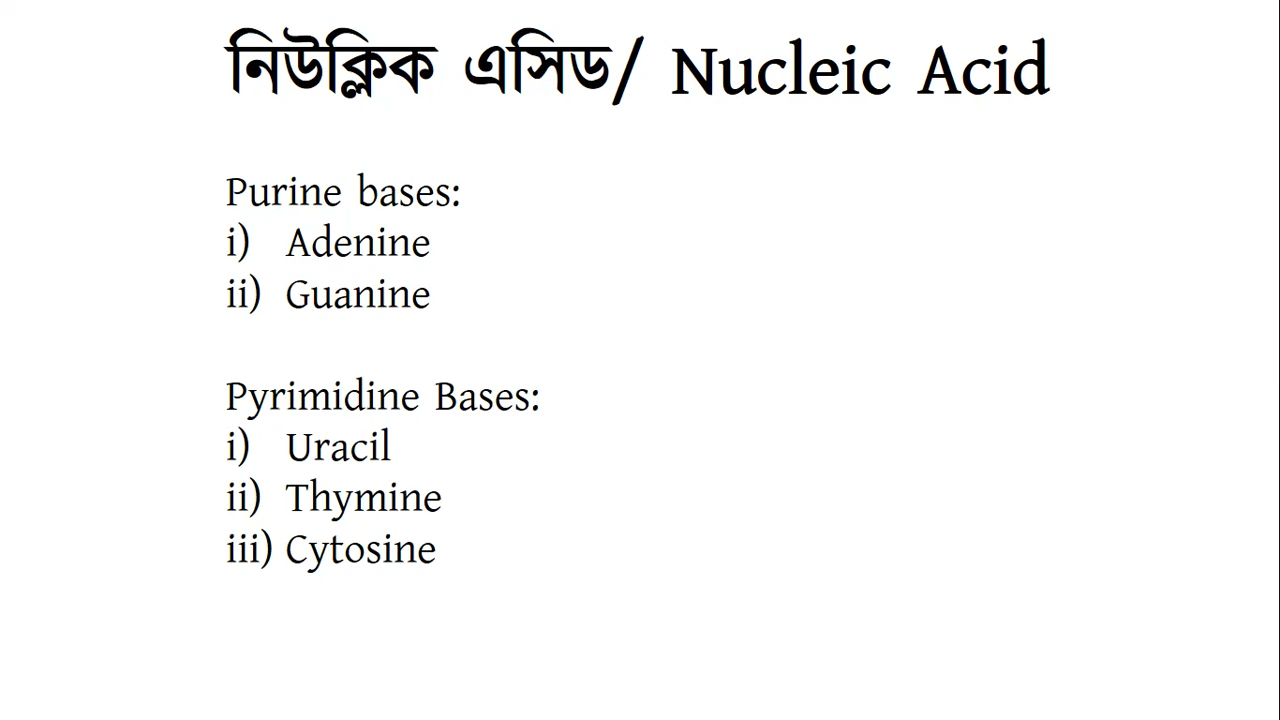 নিউক্লিক এসিড/ Nucleic Acid
Purine bases:
i) Adenine
ii) Guanine
Pyrimidine Bases:
i) Uracil
ii) Thymine
iii) Cytosine